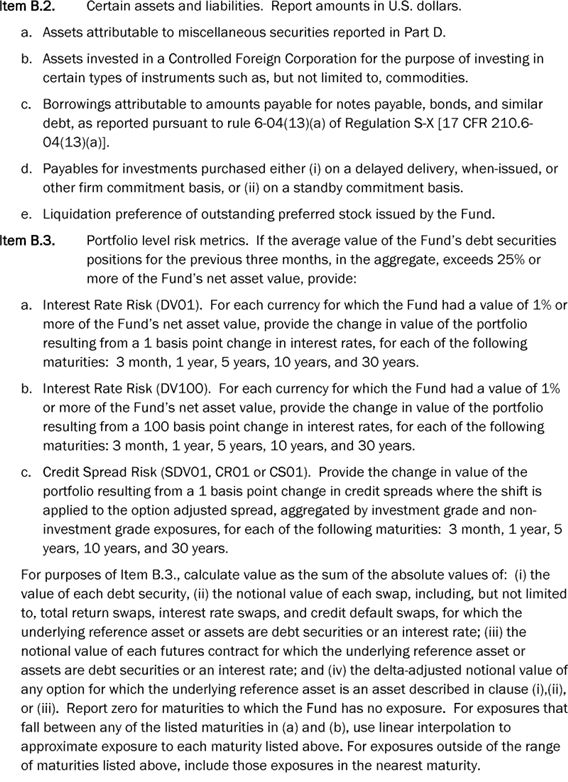 Item B.2. Certain assets and liabilities. Report amounts in U.S. dollars.
a. Assets attributable to miscellaneous securities reported in Part D.
b. Assets invested in a Controlled Foreign Corporation for the purpose of investing in
certain types of instruments such as, but not limited to, commodities.
c. Borrowings attributable to amounts payable for notes payable, bonds, and similar
debt, as reported pursuant to rule 6-04(13)(a) of Regulation S-X [17 CFR 210.6-
04(13)(a)].
d. Payables for investments purchased either (i) on a delayed delivery, when-issued, or
other firm commitment basis, or (ii) on a standby commitment basis.
e. Liquidation preference of outstanding preferred stock issued by the Fund.
Item B.3. Portfolio level risk metrics. If the average value of the Fund's debt securities
positions for the previous three months, in the aggregate, exceeds 25% or
more of the Fund's net asset value, provide:
a. Interest Rate Risk (DV01). For each currency for which the Fund had a value of 1% or
more of the Fund's net asset value, provide the change in value of the portfolio
resulting from a 1 basis point change in interest rates, for each of the following
maturities: 3 month, 1 year, 5 years, 10 years, and 30 years.
b. Interest Rate Risk (DV100). For each currency for which the Fund had a value of 1%
or more of the Fund's net asset value, provide the change in value of the portfolio
resulting from a 100 basis point change in interest rates, for each of the following
maturities: 3 month, 1 year, 5 years, 10 years, and 30 years.
c. Credit Spread Risk (SDV01, CR01 or CS01). Provide the change in value of the
portfolio resulting from a 1 basis point change in credit spreads where the shift is
applied to the option adjusted spread, aggregated by investment grade and non-
investment grade exposures, for each of the following maturities: 3 month, 1 year, 5
years, 10 years, and 30 years.
For purposes of Item B.3., calculate value as the sum of the absolute values of: (i) the
value of each debt security, (ii) the notional value of each swap, including, but not limited
to, total return swaps, interest rate swaps, and credit default swaps, for which the
underlying reference asset or assets are debt securities or an interest rate; (iii) the
notional value of each futures contract for which the underlying reference asset or
assets are debt securities or an interest rate; and (iv) the delta-adjusted notional value of
any option for which the underlying reference asset is an asset described in clause (i),(ii),
or (iii). Report zero for maturities to which the Fund has no exposure. For exposures that
fall between any of the listed maturities in (a) and (b), use linear interpolation to
approximate exposure to each maturity listed above. For exposures outside of the range
of maturities listed above, include those exposures in the nearest maturity.